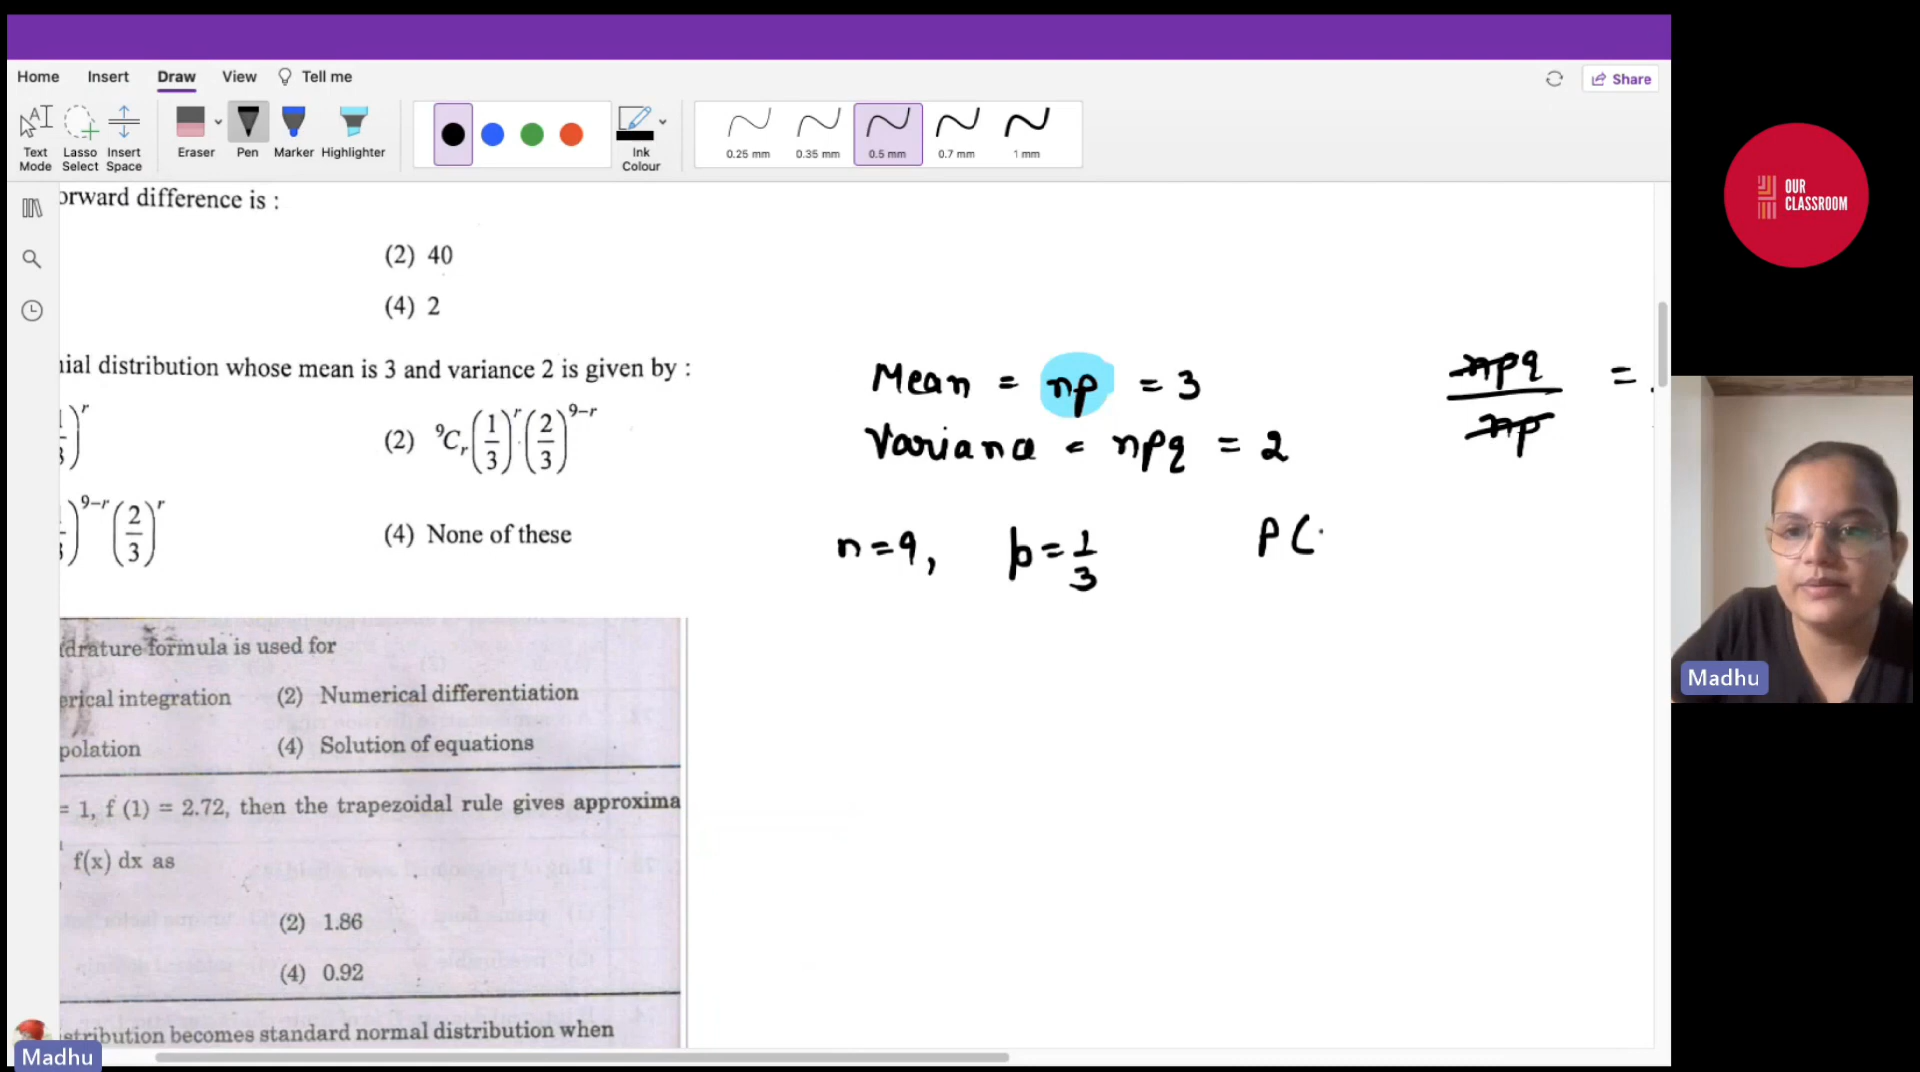 Home Insert Draw View Tell me
Share
Text Mode
Lasso Select
Insert Space
Eraser
Pen
Marker
Highlighter
Ink Colour
0.25 mm
0.35 mm
0.5 mm
0.7 mm
1 mm
OUR CLASSROOM
orward difference is :
(2) 40
(4) 2
ial distribution whose mean is 3 and variance 2 is given by :
)^r
(2) ⁹Cᵣ(1/3)^r(2/3)^(9–r)
)^(9–r)(2/3)^r
(4) None of these
Mean = np = 3
Variance = npq = 2
npq/np =
n=9, p=1/3 P(
drature formula is used for
erical integration (2) Numerical differentiation
polation (4) Solution of equations
= 1, f (1) = 2.72, then the trapezoidal rule gives approxima
f(x) dx as
(2) 1.86
(4) 0.92
stribution becomes standard normal distribution when
Madhu
Madhu